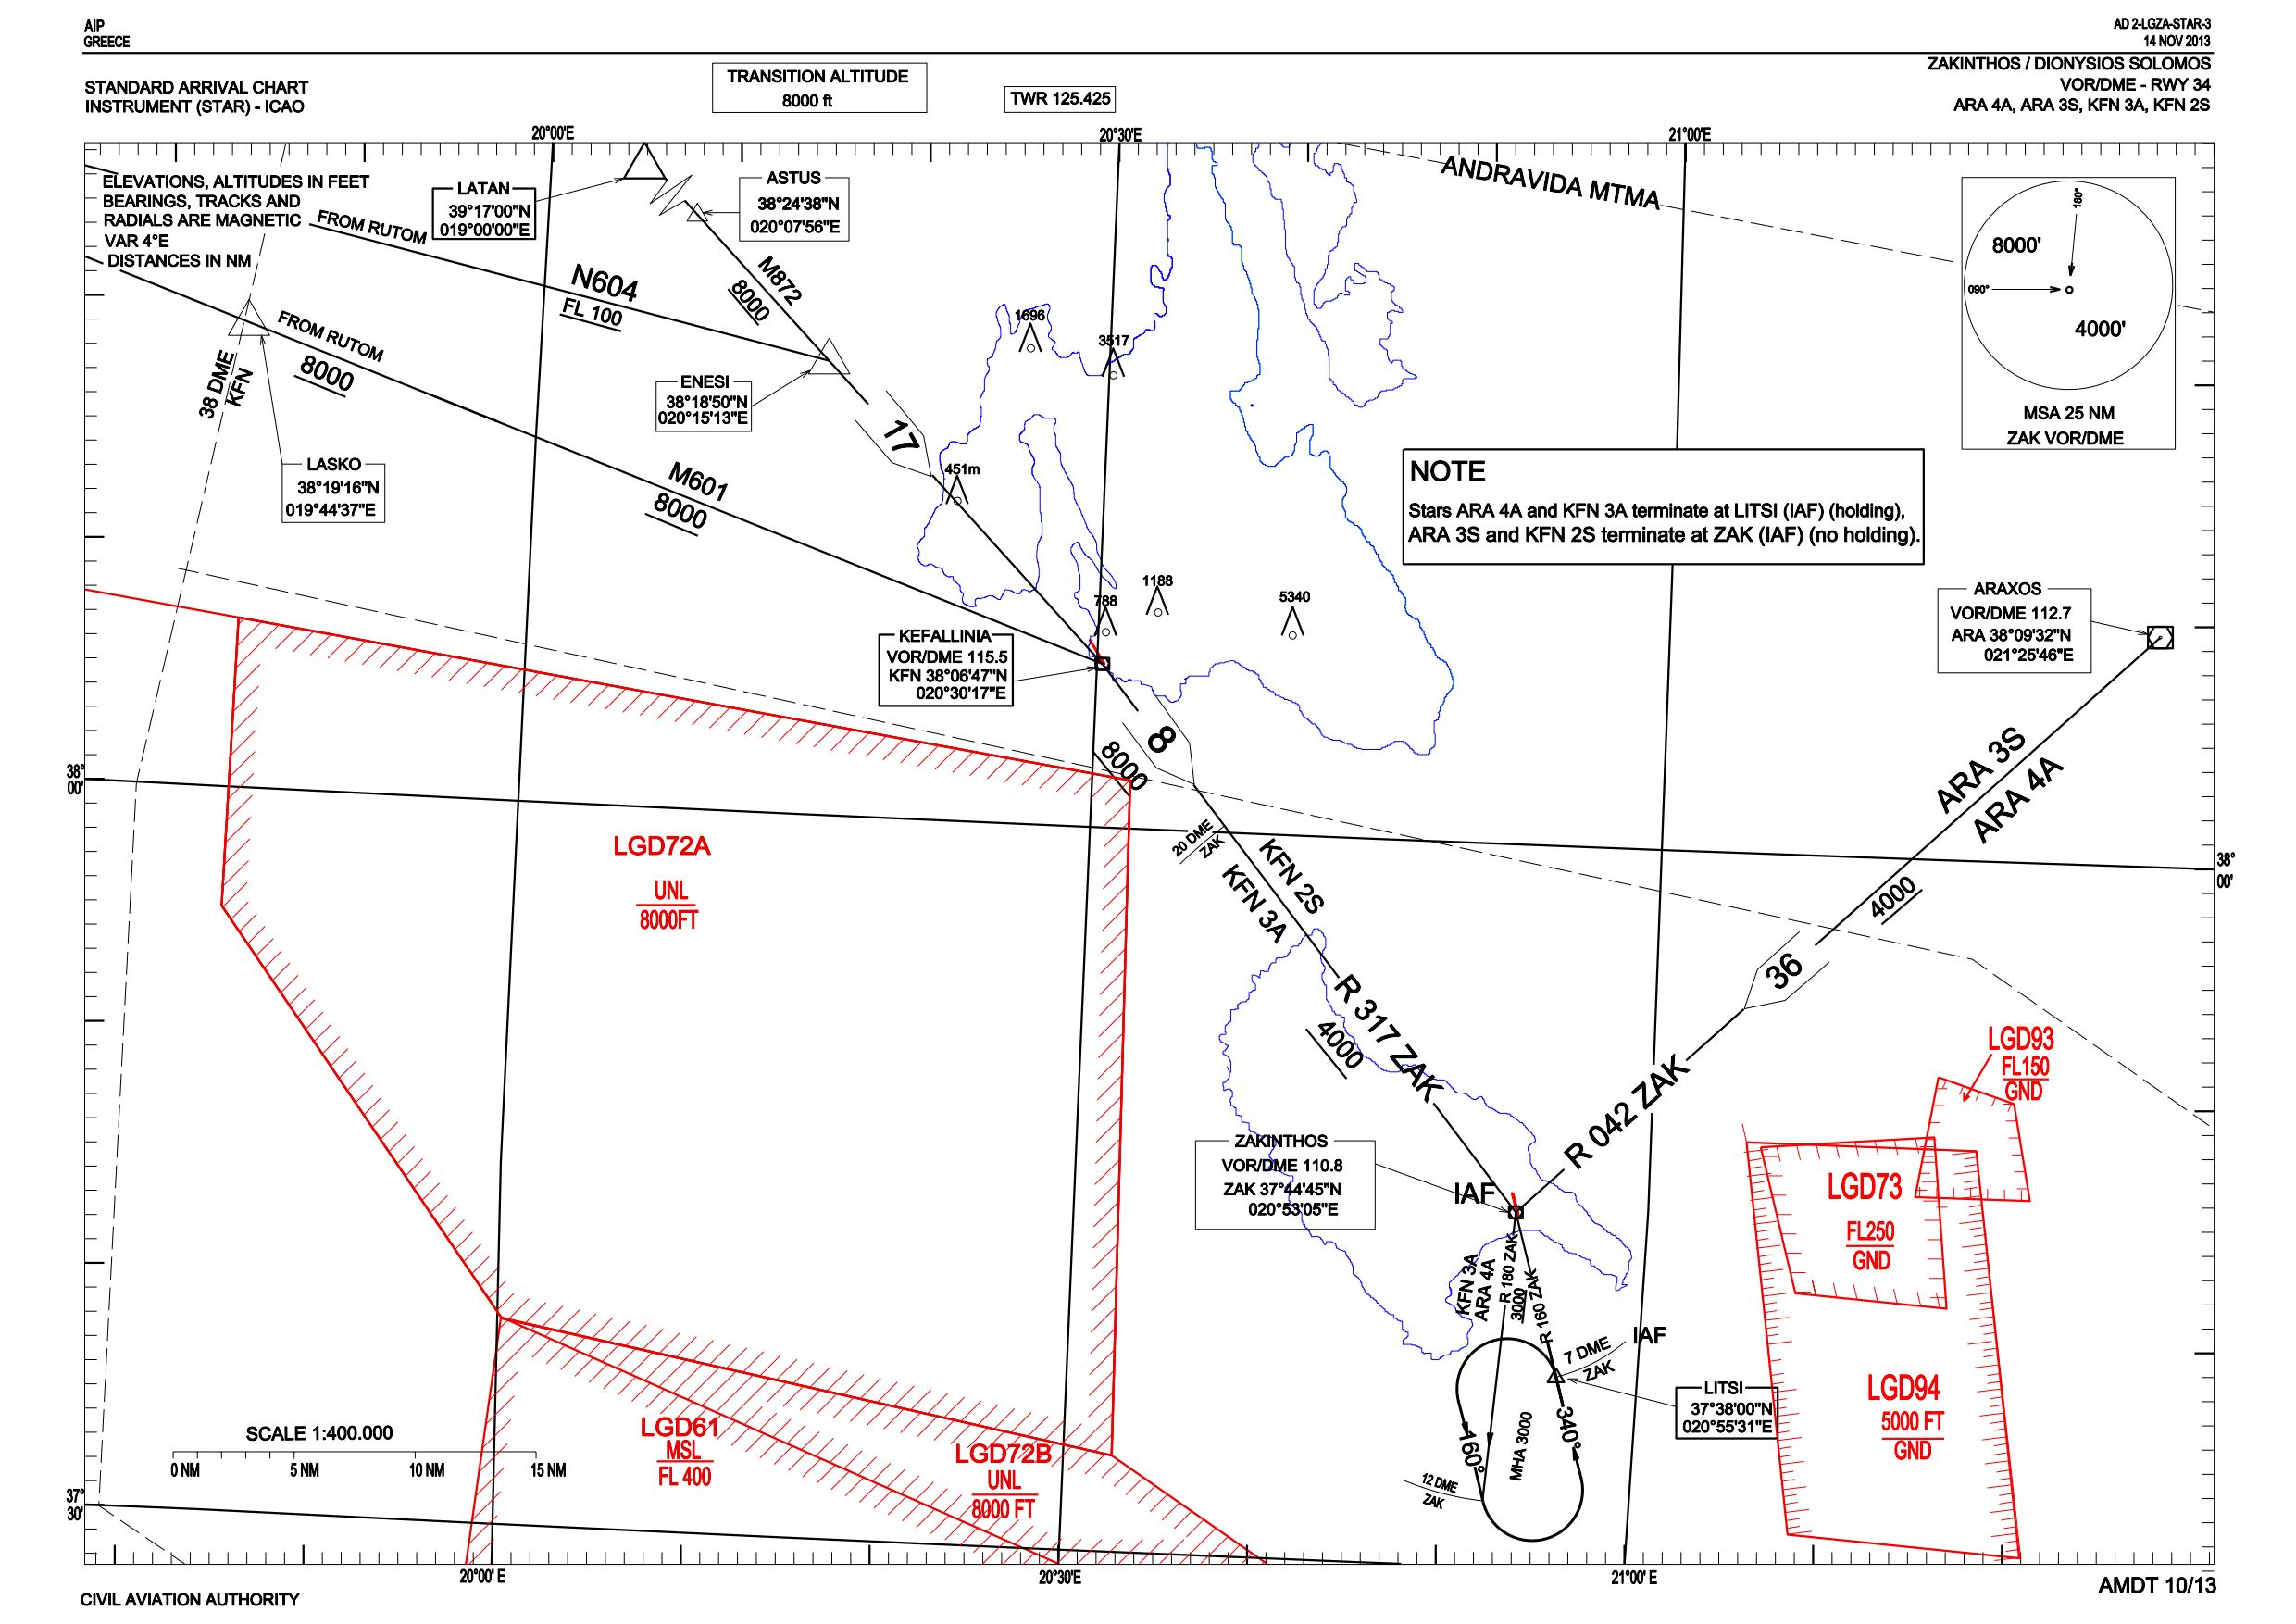 AIP
GREECE
AD 2-LGZA-STAR-3
14 NOV 2013
STANDARD ARRIVAL CHART
INSTRUMENT (STAR) - ICAO
TRANSITION ALTITUDE
8000 ft
TWR 125.425
ZAKINTHOS / DIONYSIOS SOLOMOS
VOR/DME - RWY 34
ARA 4A, ARA 3S, KFN 3A, KFN 2S
20°00'E
20°30'E
21°00'E
ELEVATIONS, ALTITUDES IN FEET
BEARINGS, TRACKS AND
RADIALS ARE MAGNETIC
VAR 4°E
DISTANCES IN NM
LATAN
39°17'00"N
019°00'00"E
ASTUS
38°24'38"N
020°07'56"E
ANDRAVIDA MTMA
180°
8000'
090°
4000'
MSA 25 NM
ZAK VOR/DME
FROM RUTOM
N604
FL 100
M872
8000
FROM RUTOM
8000
38 DME
KFN
ENESI
38°18'50"N
020°15'13"E
1696
3517
17
LASKO
38°19'16"N
019°44'37"E
M601
8000
451m
NOTE
Stars ARA 4A and KFN 3A terminate at LITSI (IAF) (holding),
ARA 3S and KFN 2S terminate at ZAK (IAF) (no holding).
1188
788
5340
KEFALLINIA
VOR/DME 115.5
KFN 38°06'47"N
020°30'17"E
ARAXOS
VOR/DME 112.7
ARA 38°09'32"N
021°25'46"E
8
8000
38°
00'
20 DME
ZAK
KFN 2S
KFN 3A
ARA 3S
ARA 4A
4000
38°
00'
LGD72A
UNL
8000FT
36
R 317 ZAK
4000
R 042 ZAK
LGD93
FL150
GND
ZAKINTHOS
VOR/DME 110.8
ZAK 37°44'45"N
020°53'05"E
IAF
LGD73
FL250
GND
KFN 3A
ARA 4A
R 180 ZAK
3000
R 160 ZAK
7 DME
ZAK
IAF
LITSI
37°38'00"N
020°55'31"E
LGD94
5000 FT
GND
160°
MHA 3000
340°
12 DME
ZAK
SCALE 1:400.000
0 NM
5 NM
10 NM
15 NM
LGD61
MSL
FL 400
LGD72B
UNL
8000 FT
37°
30'
20°00' E
20°30'E
21°00' E
CIVIL AVIATION AUTHORITY
AMDT 10/13